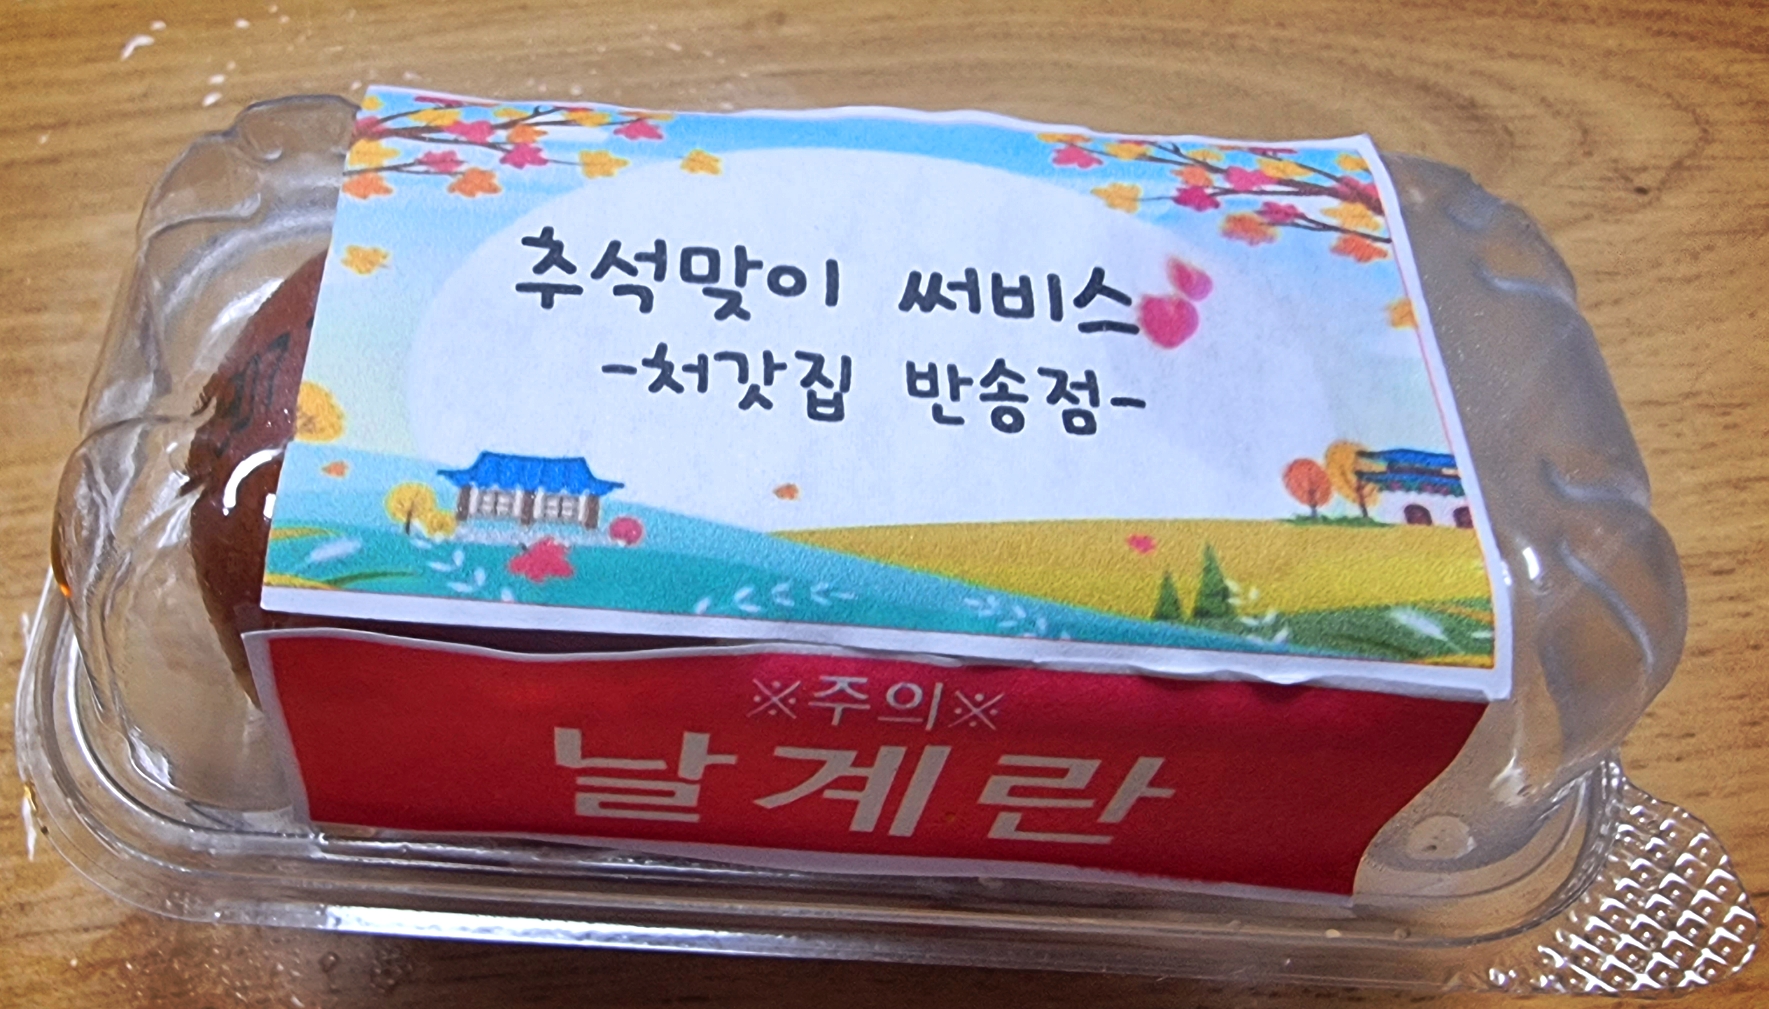 추석맞이 써비스
-처갓집 반송점-
※주의※
날계란